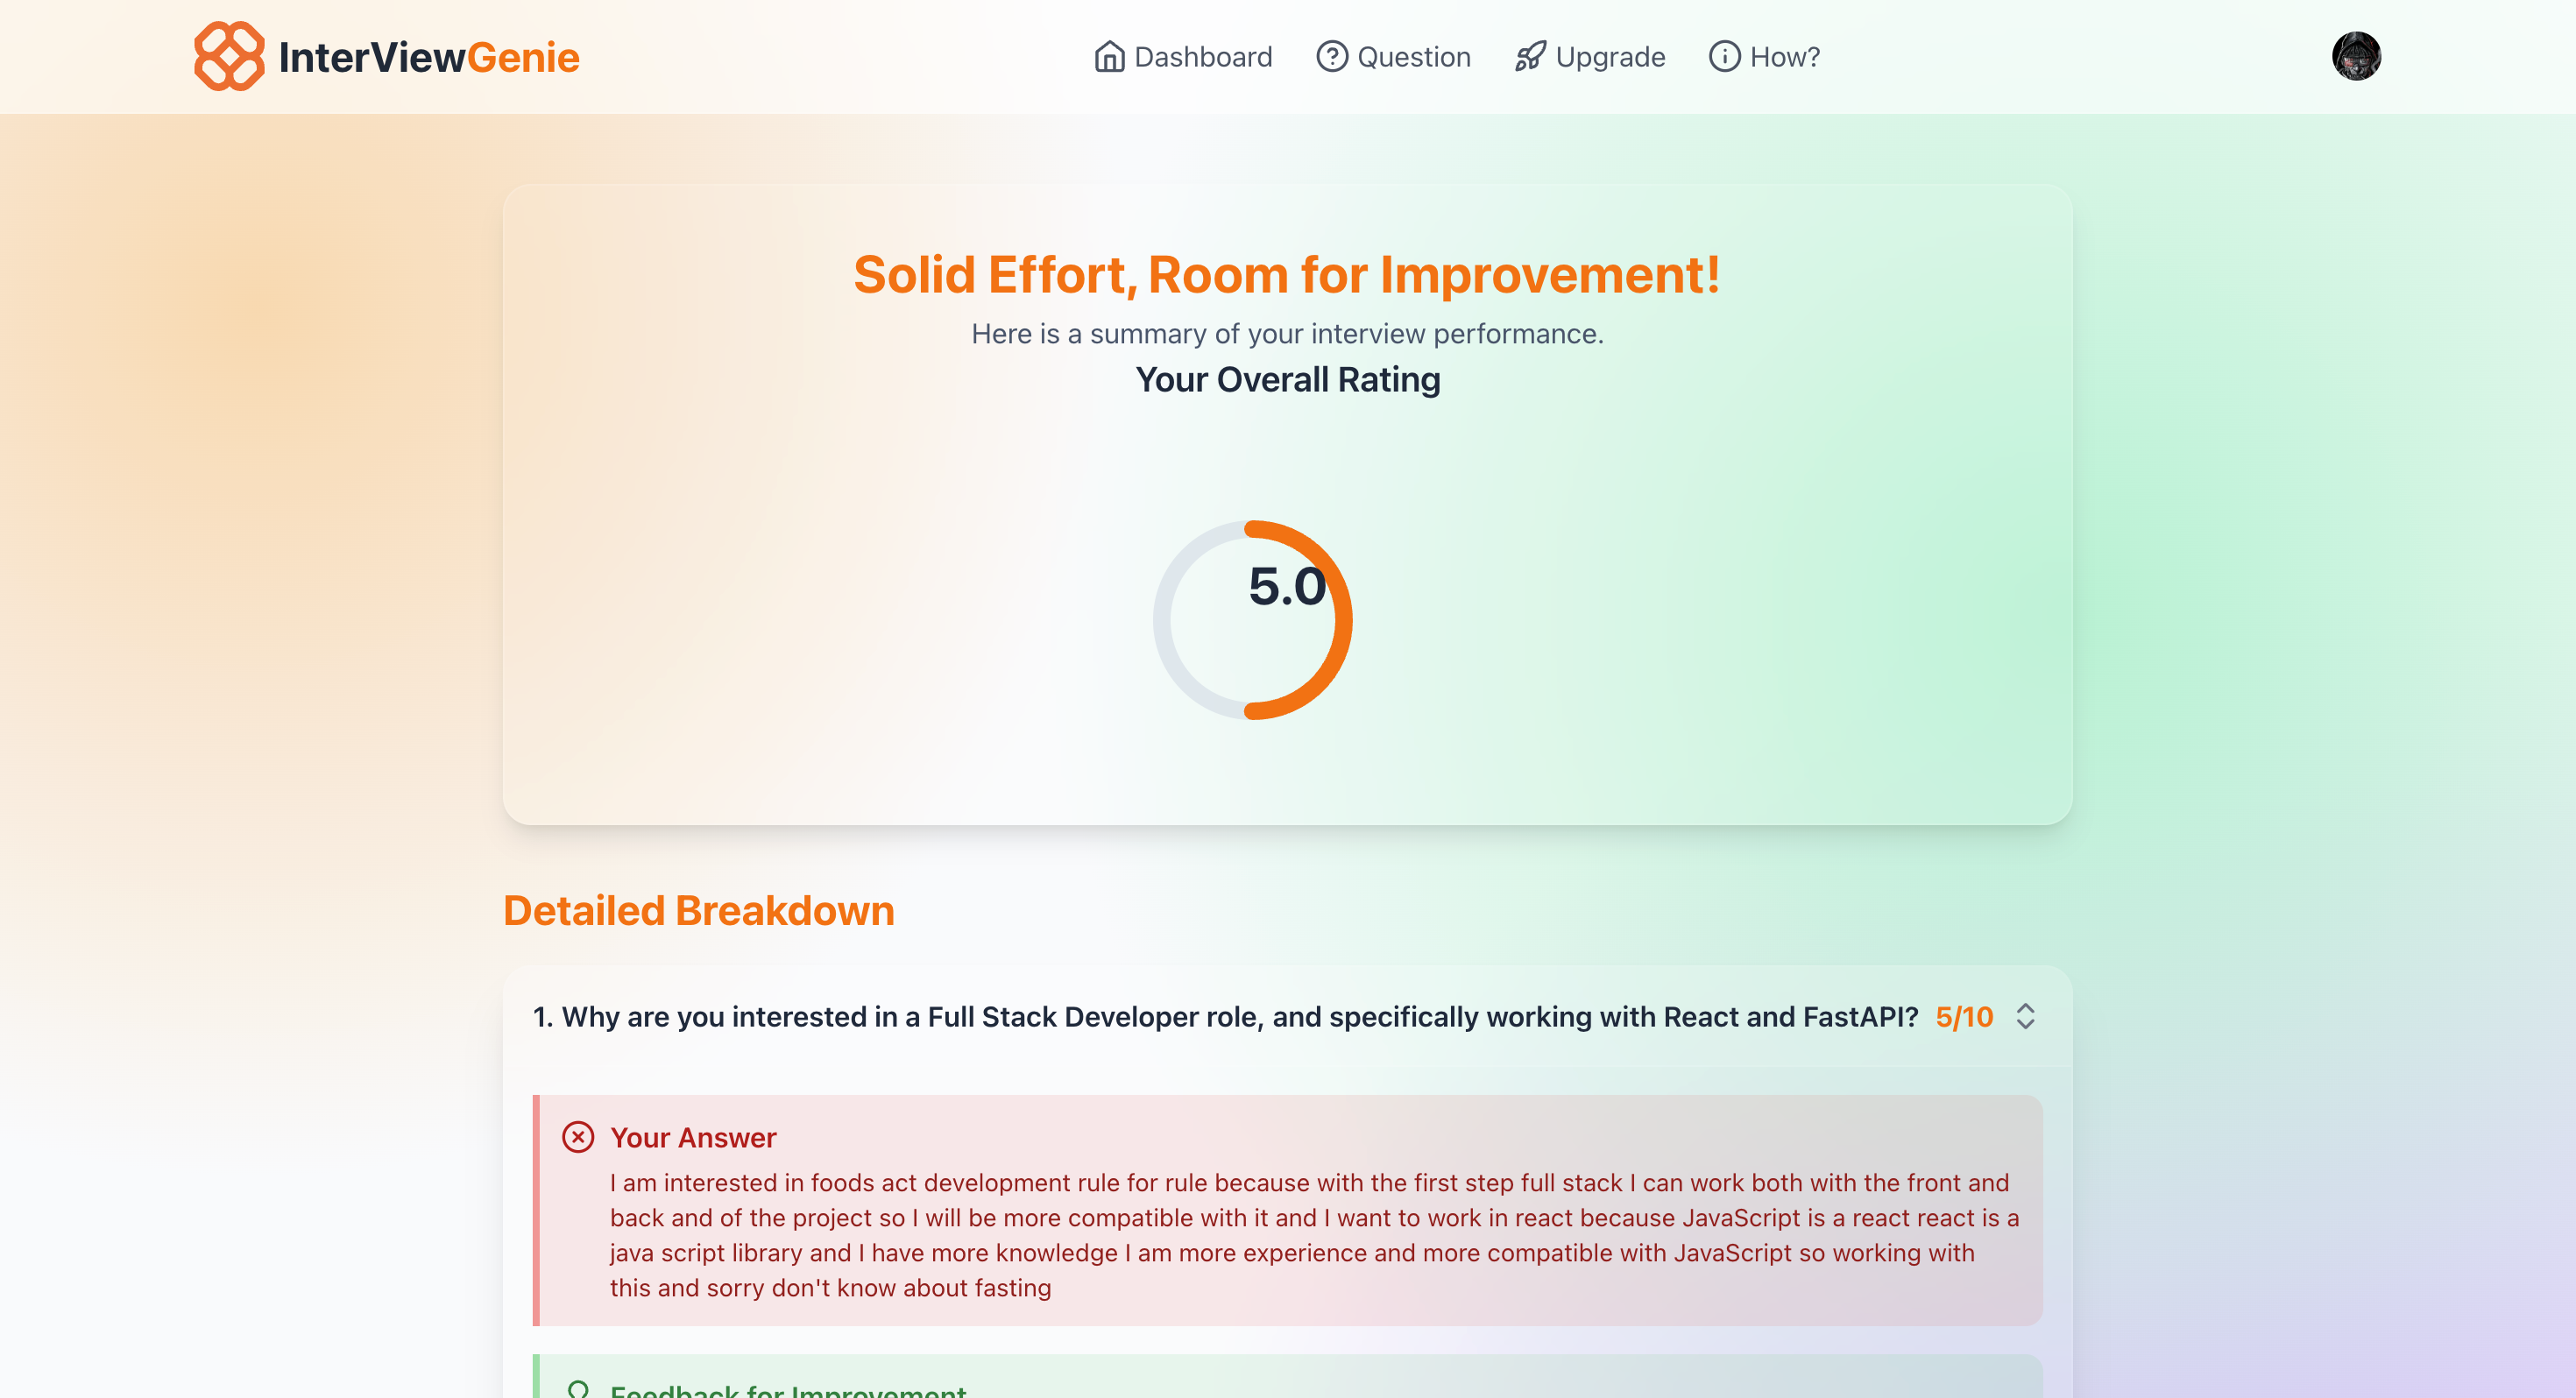 InterViewGenie
Dashboard
Question
Upgrade
How?
Solid Effort, Room for Improvement!
Here is a summary of your interview performance.
Your Overall Rating
5.0
Detailed Breakdown
1. Why are you interested in a Full Stack Developer role, and specifically working with React and FastAPI? 5/10
Your Answer
I am interested in foods act development rule for rule because with the first step full stack I can work both with the front and
back and of the project so I will be more compatible with it and I want to work in react because JavaScript is a react react is a
java script library and I have more knowledge I am more experience and more compatible with JavaScript so working with
this and sorry don't know about fasting
Feedback for Improvement